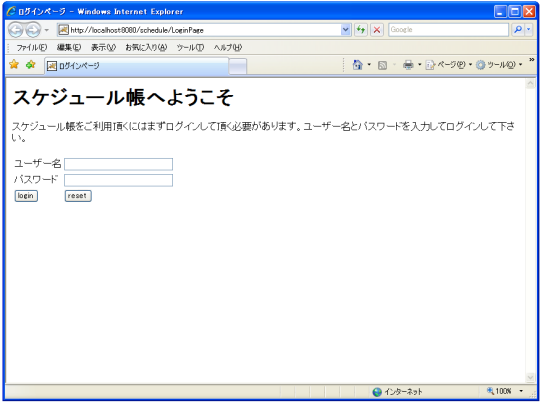 ログインページ - Windows Internet Explorer
http://localhost:8080/schedule/LoginPage
Google
ファイル(F) 編集(E) 表示(V) お気に入り(A) ツール(T) ヘルプ(H)
ログインページ ページ(P) ツール(O) »
スケジュール帳へようこそ
スケジュール帳をご利用頂くにはまずログインして頂く必要があります。ユーザー名とパスワードを入力してログインして下さ
い。
ユーザー名
パスワード
login reset
インターネット 100%